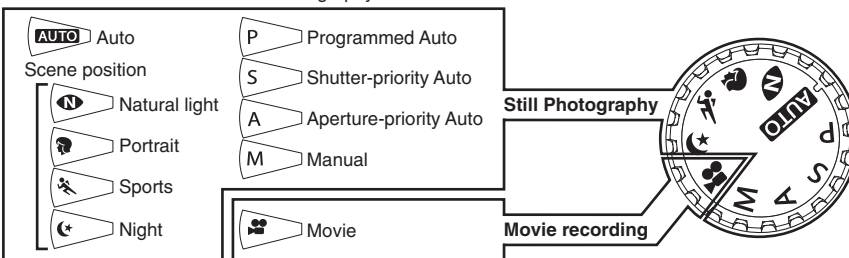 AUTO Auto
Scene position
N Natural light
Portrait
Sports
Night
P Programmed Auto
S Shutter-priority Auto
A Aperture-priority Auto
M Manual
Movie
Still Photography
Movie recording
N AUTO P S A M